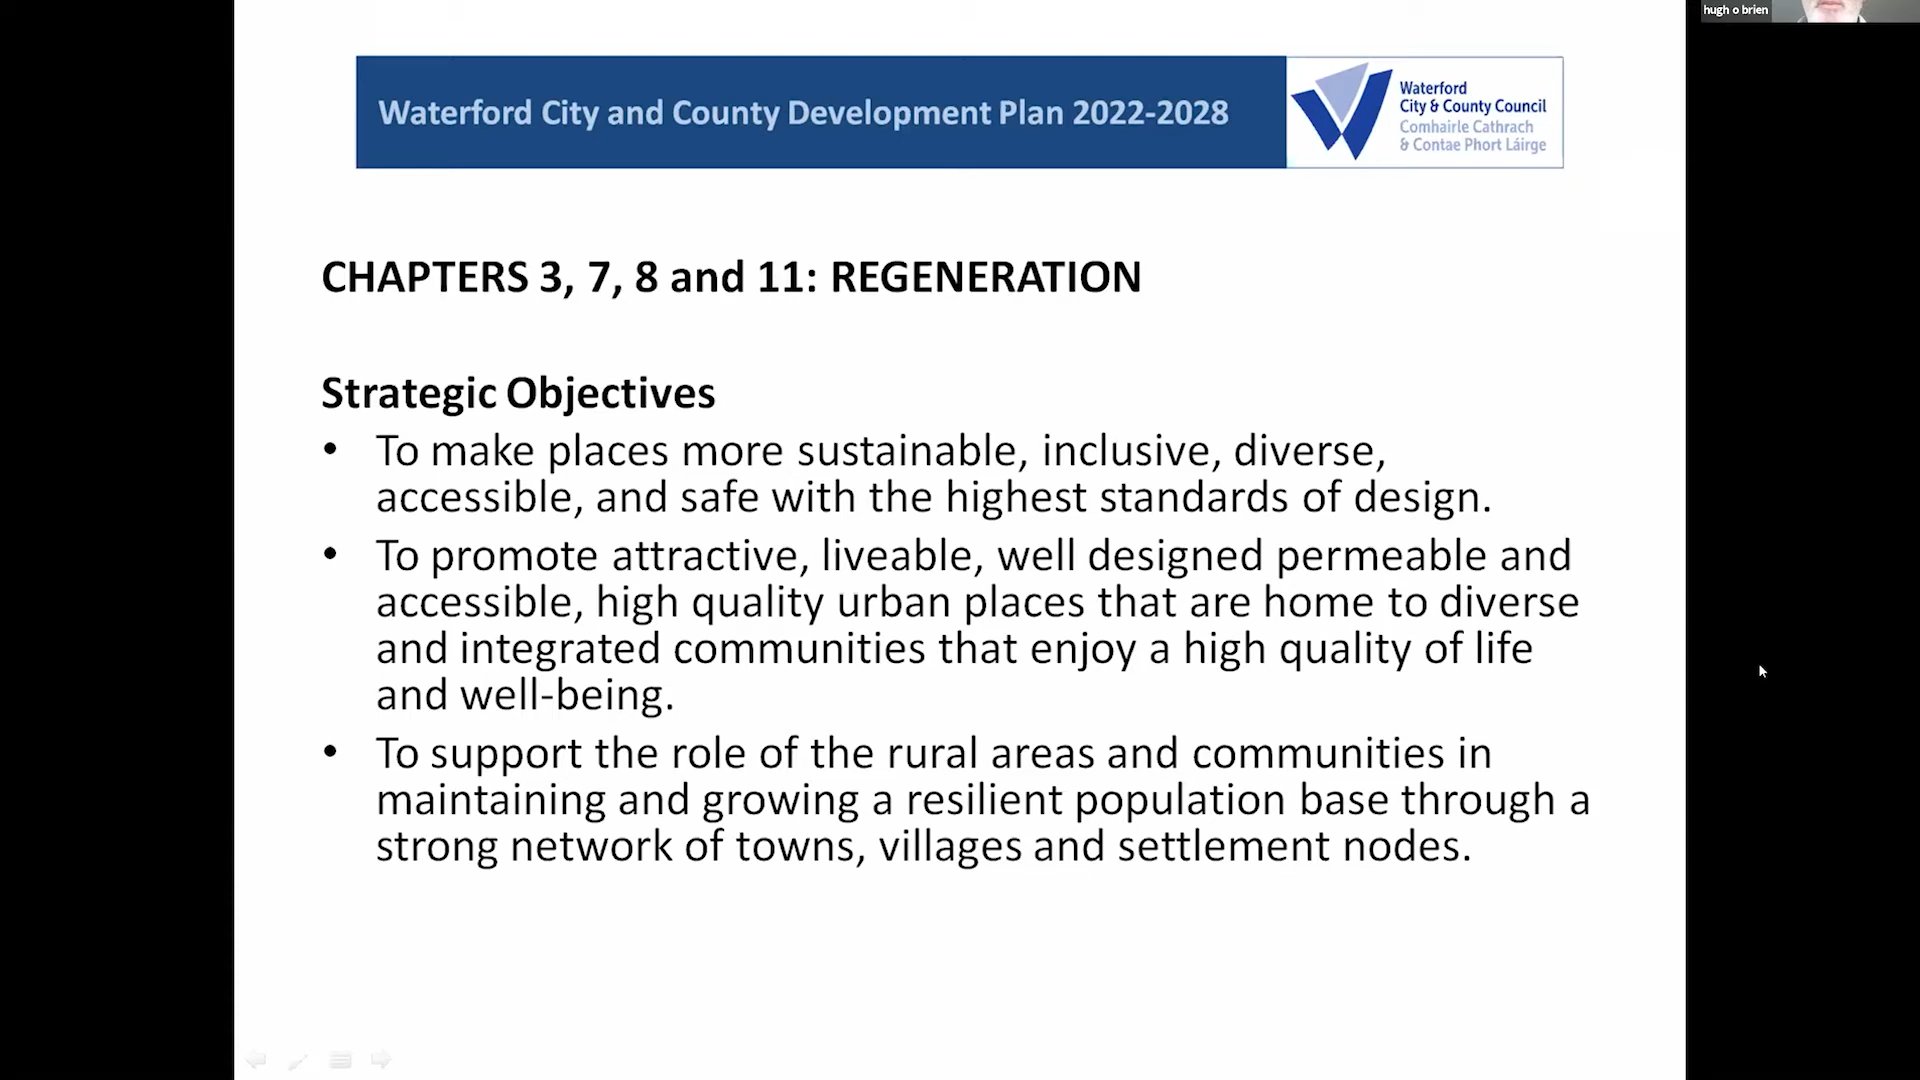 hugh o brien
Waterford City and County Development Plan 2022-2028
Waterford
City & County Council
Comhairle Cathrach
& Contae Phort Láirge
CHAPTERS 3, 7, 8 and 11: REGENERATION
Strategic Objectives
• To make places more sustainable, inclusive, diverse,
accessible, and safe with the highest standards of design.
• To promote attractive, liveable, well designed permeable and
accessible, high quality urban places that are home to diverse
and integrated communities that enjoy a high quality of life
and well-being.
• To support the role of the rural areas and communities in
maintaining and growing a resilient population base through a
strong network of towns, villages and settlement nodes.